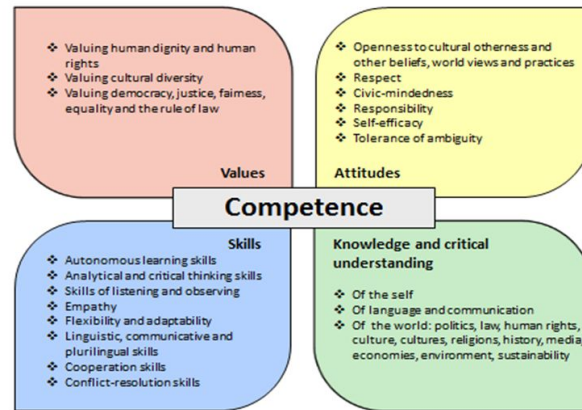 ❖ Valuing human dignity and human
rights
❖ Valuing cultural diversity
❖ Valuing democracy, justice, fairness,
equality and the rule of law
Values
❖ Openness to cultural otherness and
other beliefs, world views and practices
❖ Respect
❖ Civic-mindedness
❖ Responsibility
❖ Self-efficacy
❖ Tolerance of ambiguity
Attitudes
Competence
Skills
❖ Autonomous learning skills
❖ Analytical and critical thinking skills
❖ Skills of listening and observing
❖ Empathy
❖ Flexibility and adaptability
❖ Linguistic, communicative and
plurilingual skills
❖ Cooperation skills
❖ Conflict-resolution skills
Knowledge and critical
understanding
❖ Of the self
❖ Of language and communication
❖ Of the world: politics, law, human rights,
culture, cultures, religions, history, media,
economies, environment, sustainability